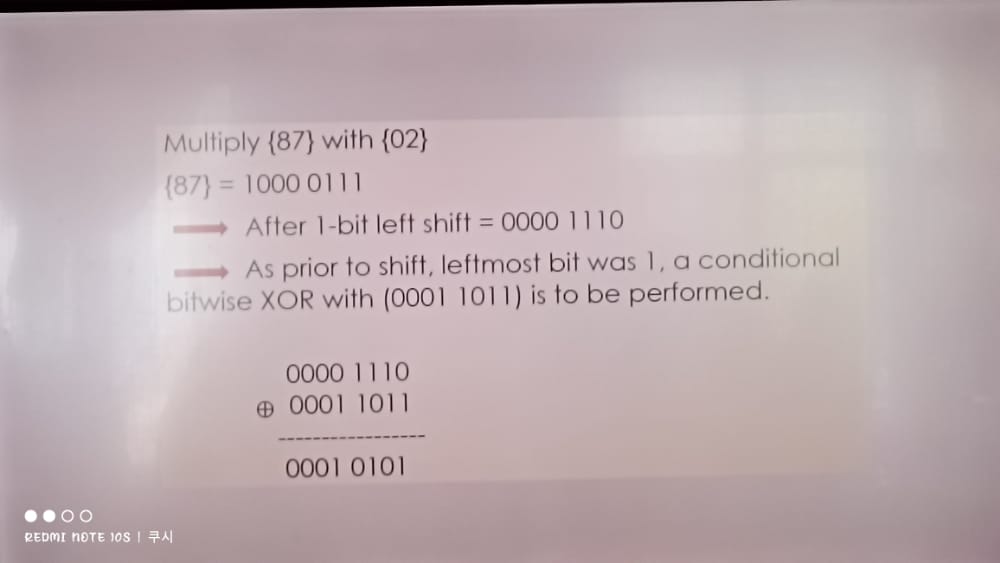 Multiply {87} with {02}
{87} = 1000 0111
After 1-bit left shift = 0000 1110
As prior to shift, leftmost bit was 1, a conditional
bitwise XOR with (0001 1011) is to be performed.
0000 1110
⊕ 0001 1011
-----------------
0001 0101
REDMI NOTE 10S | 쿠시